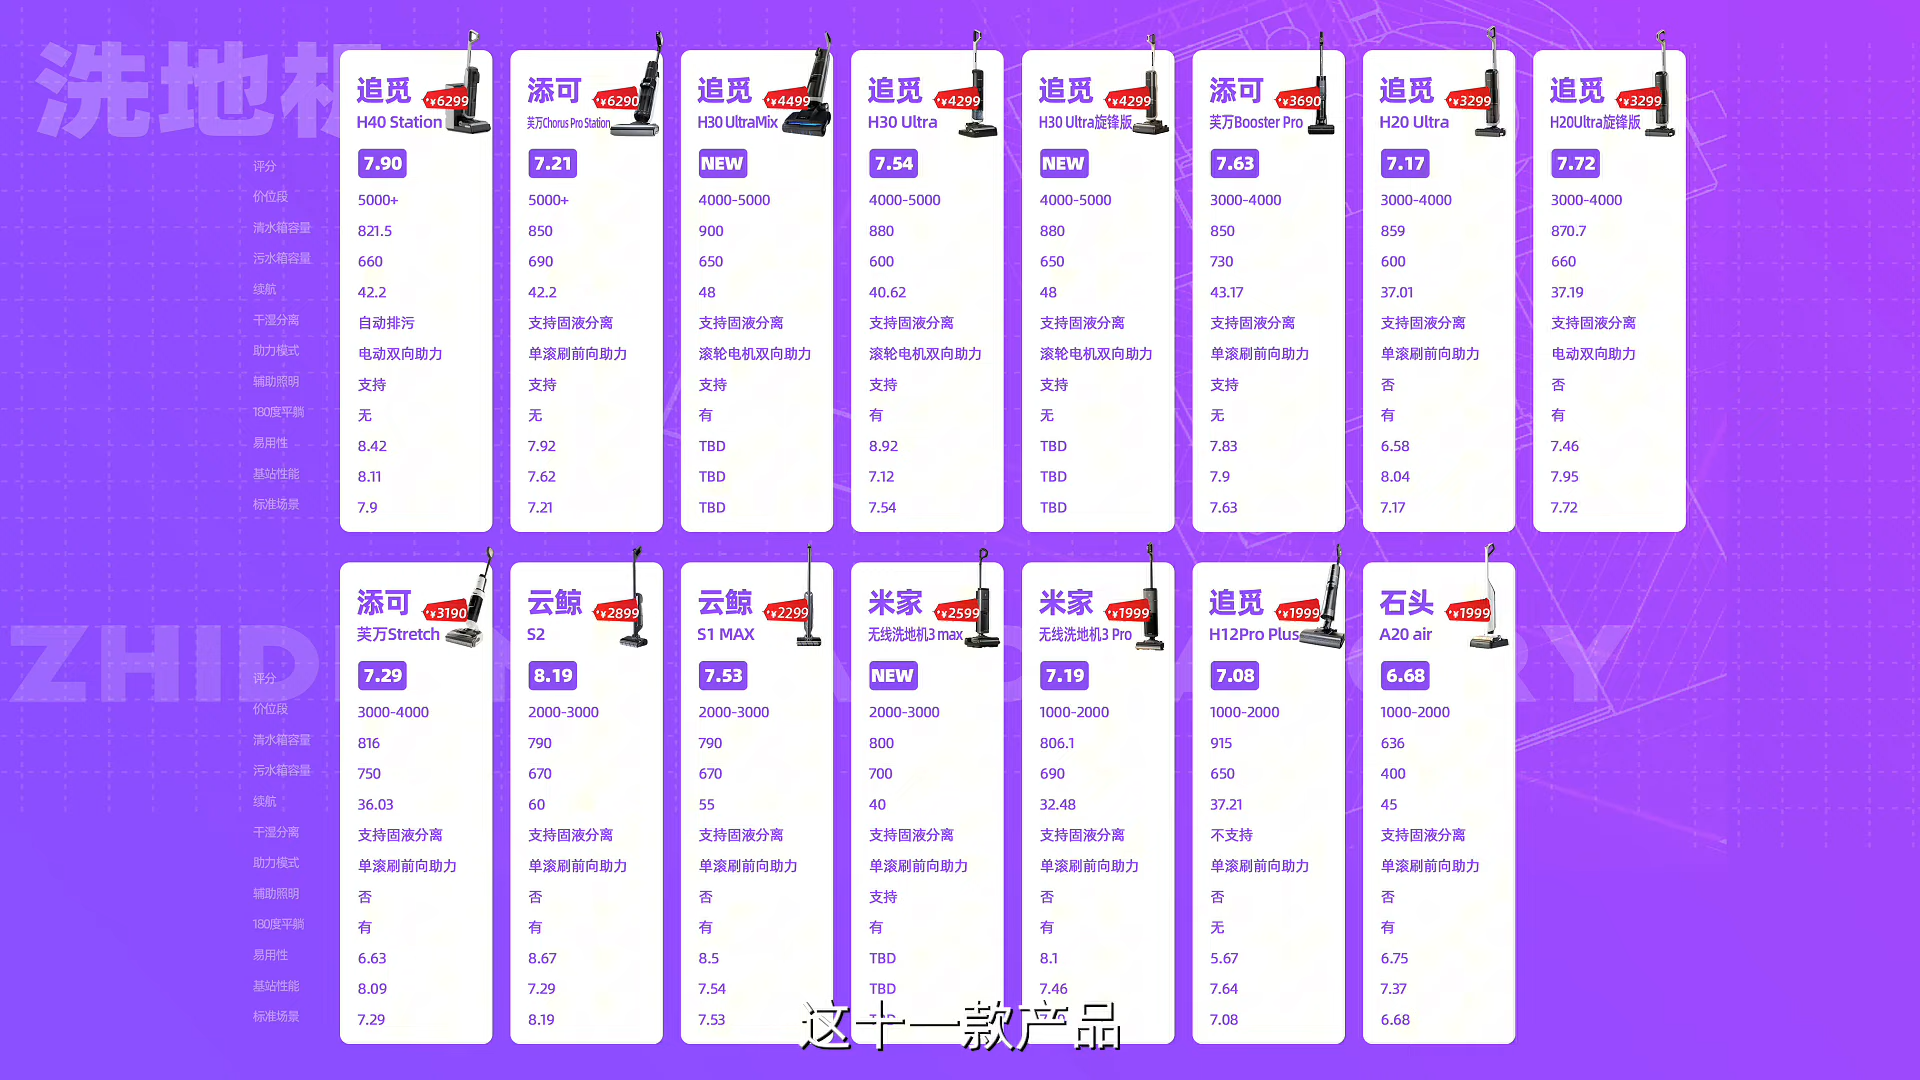 洗地机
评分
价位段
清水箱容量
污水箱容量
续航
干湿分离
助力模式
辅助照明
180度平躺
易用性
基站性能
标准场景
追觅
¥6299
H40 Station
7.90
5000+
821.5
660
42.2
自动排污
电动双向助力
支持
无
8.42
8.11
7.9
添可
¥6290
芙万Chorus Pro Station
7.21
5000+
850
690
42.2
支持固液分离
单滚刷前向助力
支持
无
7.92
7.62
7.21
追觅
¥4499
H30 UltraMix
NEW
4000-5000
900
650
48
支持固液分离
滚轮电机双向助力
支持
有
TBD
TBD
TBD
追觅
¥4299
H30 Ultra
7.54
4000-5000
880
600
40.62
支持固液分离
滚轮电机双向助力
支持
有
8.92
7.12
7.54
追觅
¥4299
H30 Ultra旋锋版
NEW
4000-5000
880
650
48
支持固液分离
滚轮电机双向助力
支持
无
TBD
TBD
TBD
添可
¥3690
芙万Booster Pro
7.63
3000-4000
850
730
43.17
支持固液分离
单滚刷前向助力
支持
无
7.83
7.9
7.63
追觅
¥3299
H20 Ultra
7.17
3000-4000
859
600
37.01
支持固液分离
单滚刷前向助力
否
有
6.58
8.04
7.17
追觅
¥3299
H20Ultra旋锋版
7.72
3000-4000
870.7
660
37.19
支持固液分离
电动双向助力
否
有
7.46
7.95
7.72
评分
价位段
清水箱容量
污水箱容量
续航
干湿分离
助力模式
辅助照明
180度平躺
易用性
基站性能
标准场景
添可
¥3190
芙万Stretch
7.29
3000-4000
816
750
36.03
支持固液分离
单滚刷前向助力
否
有
6.63
8.09
7.29
云鲸
¥2899
S2
8.19
2000-3000
790
670
60
支持固液分离
单滚刷前向助力
否
有
8.67
7.29
8.19
云鲸
¥2299
S1 MAX
7.53
2000-3000
790
670
55
支持固液分离
单滚刷前向助力
否
有
8.5
7.54
7.53
米家
¥2599
无线洗地机3 max
NEW
2000-3000
800
700
40
支持固液分离
单滚刷前向助力
支持
有
TBD
TBD
米家
¥1999
无线洗地机3 Pro
7.19
1000-2000
806.1
690
32.48
支持固液分离
单滚刷前向助力
否
有
8.1
7.46
追觅
¥1999
H12Pro Plus
7.08
1000-2000
915
650
37.21
不支持
单滚刷前向助力
否
无
5.67
7.64
7.08
石头
¥1999
A20 air
6.68
1000-2000
636
400
45
支持固液分离
单滚刷前向助力
否
有
6.75
7.37
6.68
这十一款产品